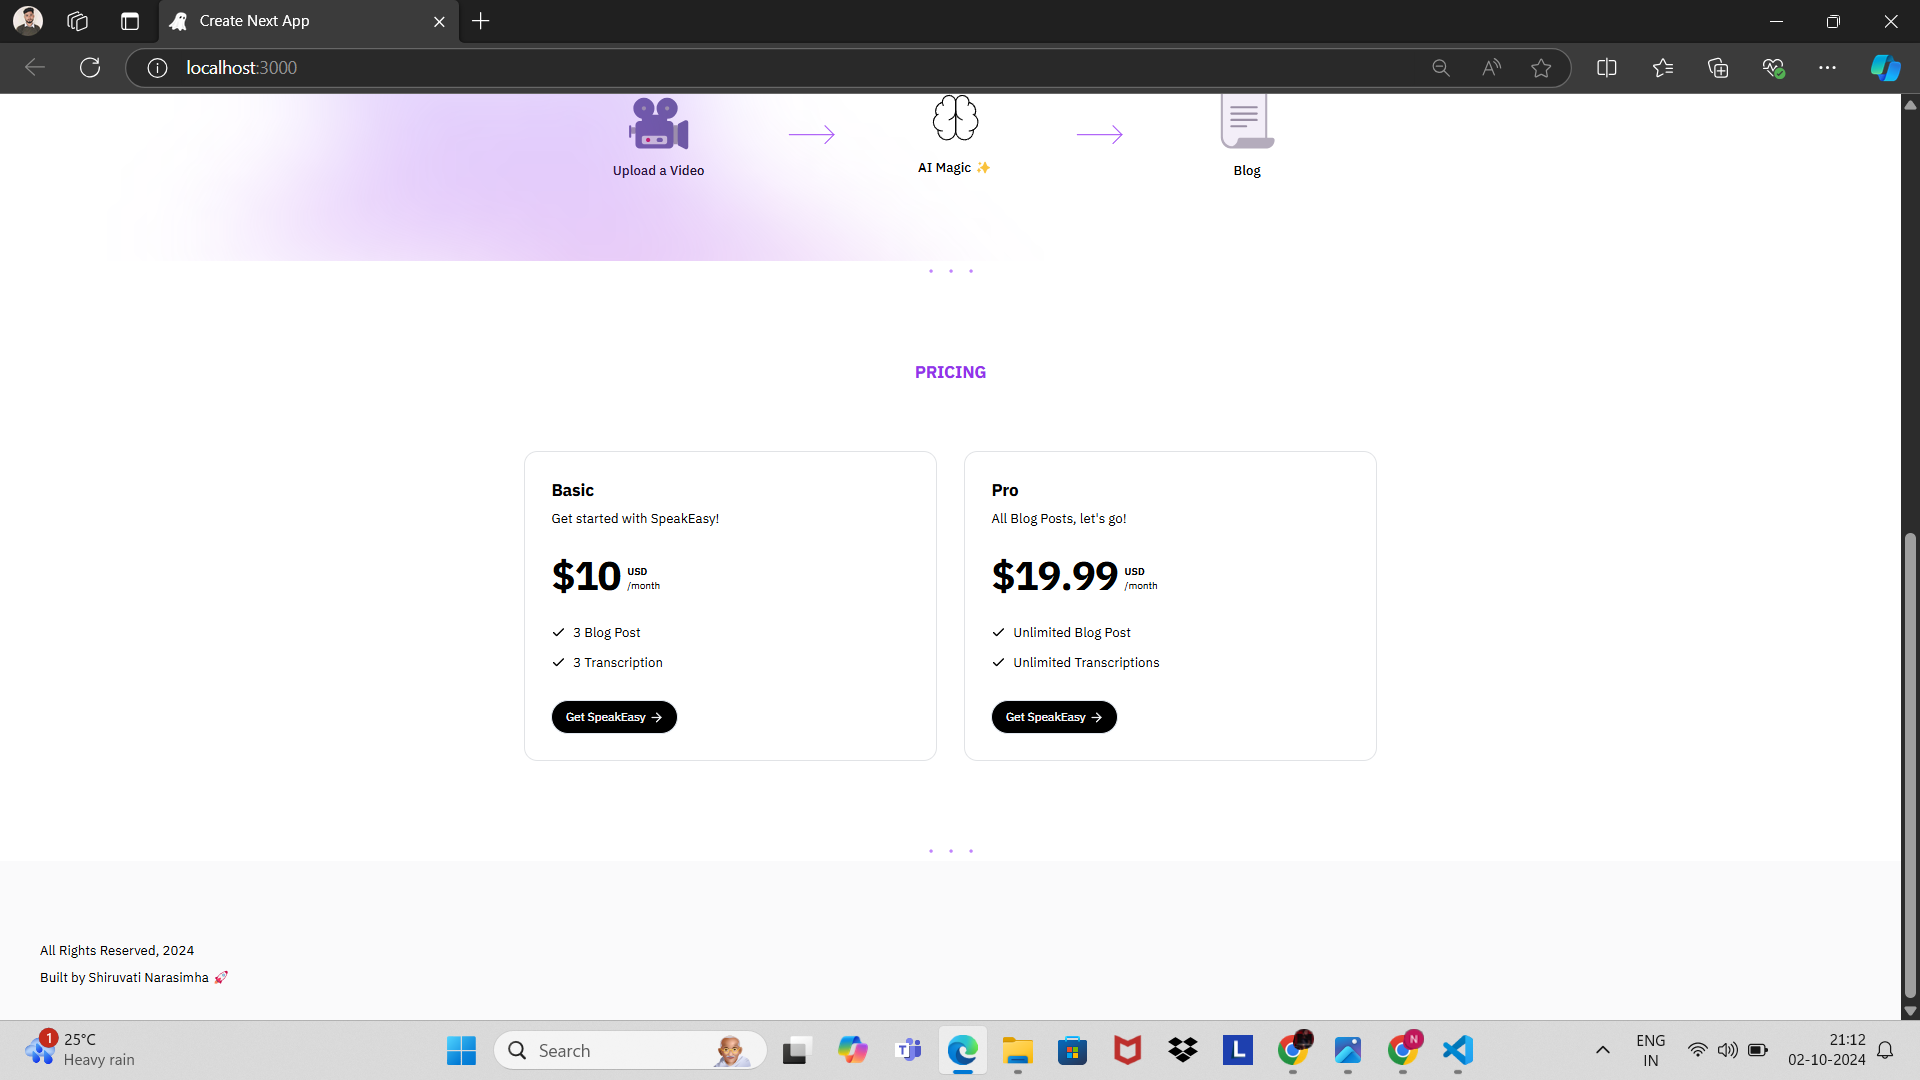 Create Next App
localhost:3000
Upload a Video
AI Magic ✨
Blog
PRICING
Basic
Get started with SpeakEasy!
$10 USD
/month
3 Blog Post
3 Transcription
Get SpeakEasy →
Pro
All Blog Posts, let's go!
$19.99 USD
/month
Unlimited Blog Post
Unlimited Transcriptions
Get SpeakEasy →
All Rights Reserved, 2024
Built by Shiruvati Narasimha 🚀
1
25°C
Heavy rain
Search
T
L
N
ENG
IN
21:12
02-10-2024